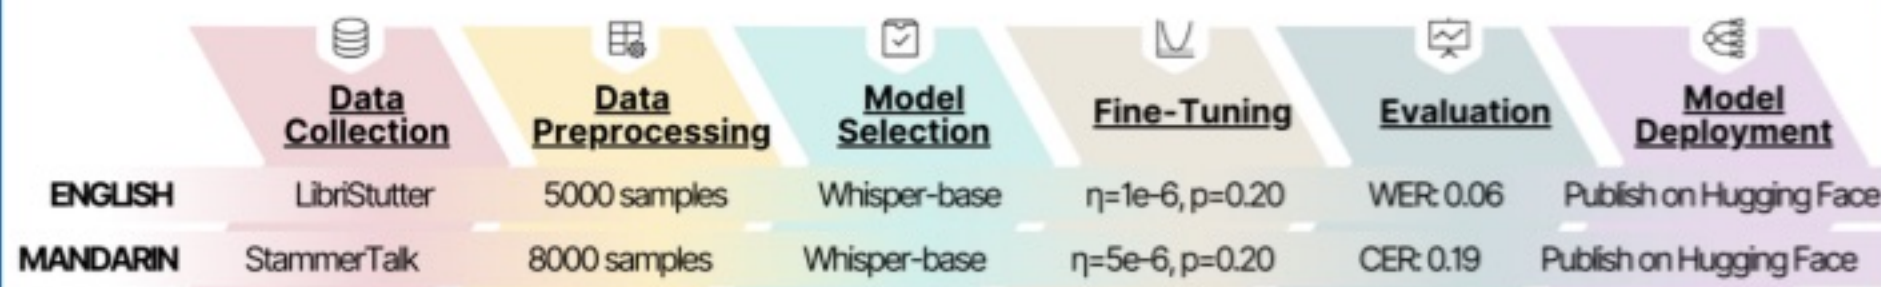 Data Collection
Data Preprocessing
Model Selection
Fine-Tuning
Evaluation
Model Deployment
ENGLISH LibriStutter 5000 samples Whisper-base η=1e-6, p=0.20 WER: 0.06 Publish on Hugging Face
MANDARIN StammerTalk 8000 samples Whisper-base η=5e-6, p=0.20 CER: 0.19 Publish on Hugging Face